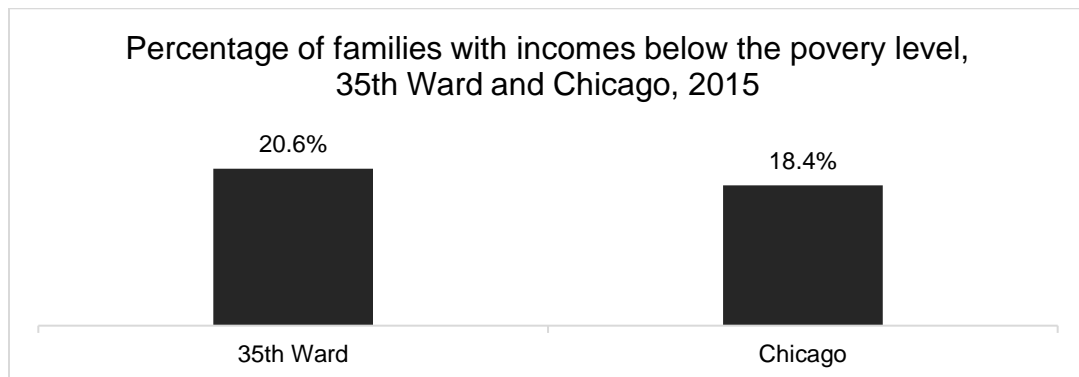 Percentage of families with incomes below the povery level,
35th Ward and Chicago, 2015
20.6%
18.4%
35th Ward
Chicago